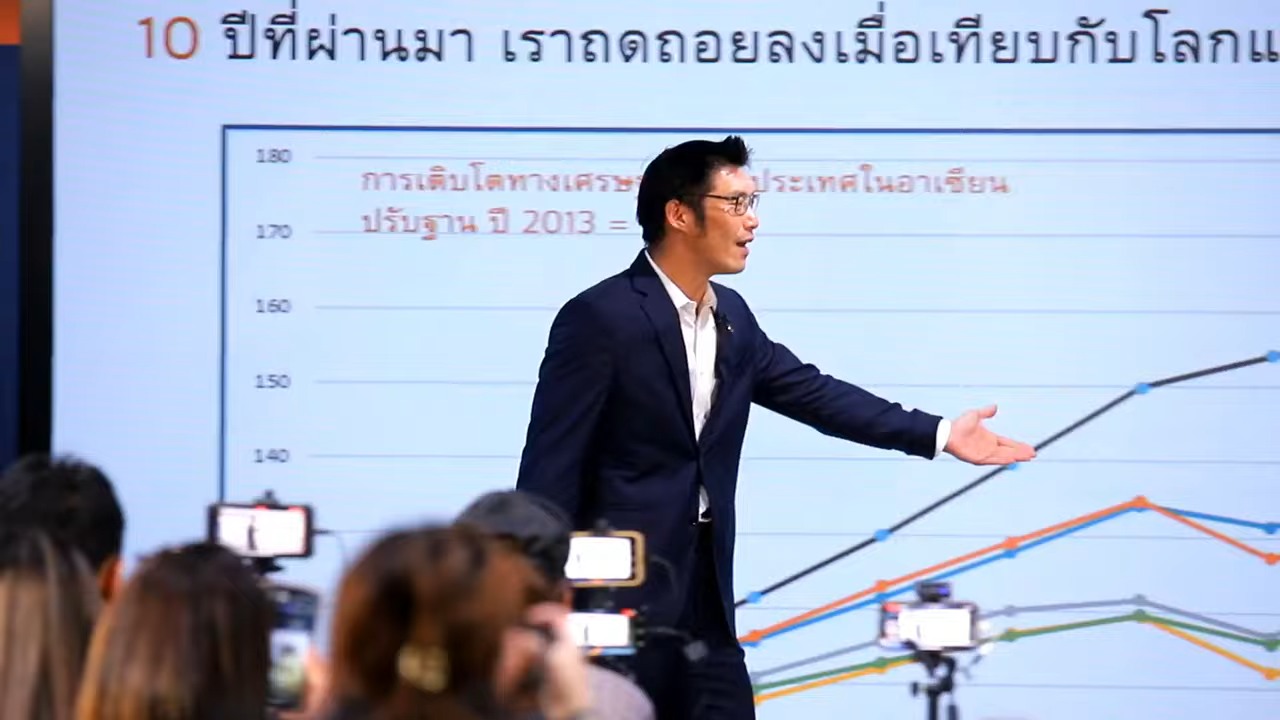 10 ปีที่ผ่านมา เราถดถอยลงเมื่อเทียบกับโลกแ
180
การเติบโตทางเศรษ ประเทศในอาเซียน
ปรับฐาน ปี 2013 =
170
160
150
140